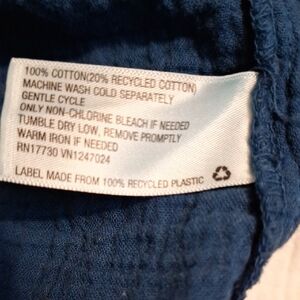 100% COTTON(20% RECYCLED COTTON)
MACHINE WASH COLD SEPARATELY
GENTLE CYCLE
ONLY NON-CHLORINE BLEACH IF NEEDED
TUMBLE DRY LOW, REMOVE PROMPTLY
WARM IRON IF NEEDED
RN17730 VN1247024
LABEL MADE FROM 100% RECYCLED PLASTIC